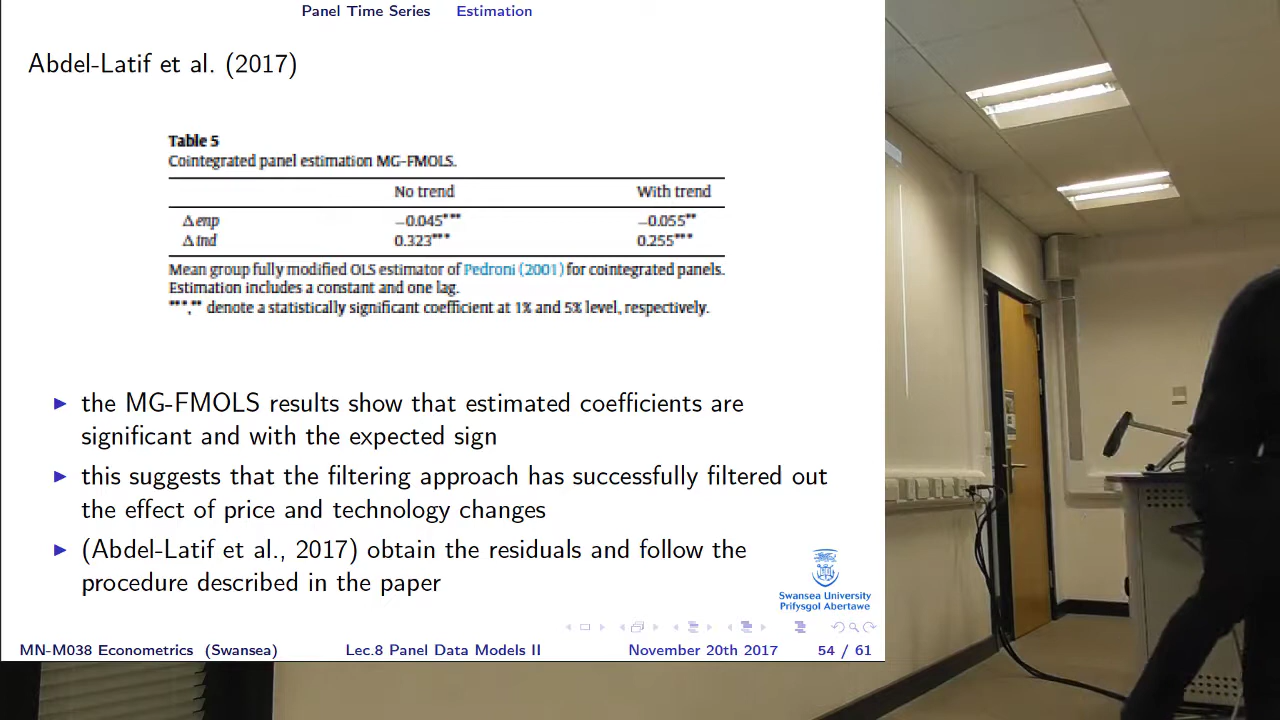 Panel Time Series Estimation
Abdel-Latif et al. (2017)
Table 5
Cointegrated panel estimation MG-FMOLS.
No trend With trend
Δ enp −0.045*** −0.055**
Δ ind 0.323*** 0.255***
Mean group fully modified OLS estimator of Pedroni (2001) for cointegrated panels.
Estimation includes a constant and one lag.
***,** denote a statistically significant coefficient at 1% and 5% level, respectively.
the MG-FMOLS results show that estimated coefficients are
significant and with the expected sign
this suggests that the filtering approach has successfully filtered out
the effect of price and technology changes
(Abdel-Latif et al., 2017) obtain the residuals and follow the
procedure described in the paper
Swansea University
Prifysgol Abertawe
MN-M038 Econometrics (Swansea) Lec.8 Panel Data Models II November 20th 2017 54 / 61